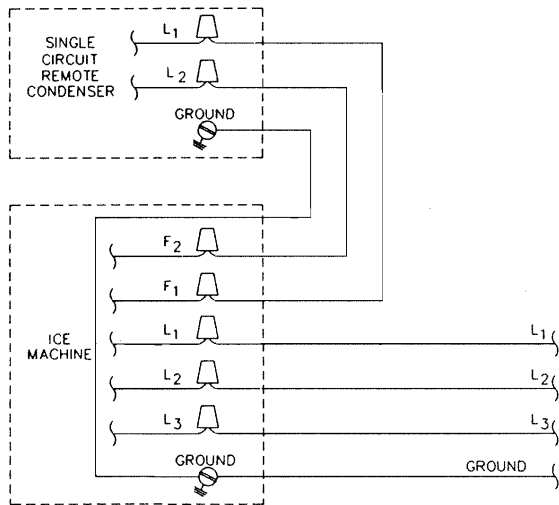 L1
SINGLE
CIRCUIT
REMOTE
CONDENSER
L2
GROUND
F2
F1
ICE
MACHINE
L1
L1
L2
L2
L3
L3
GROUND
GROUND